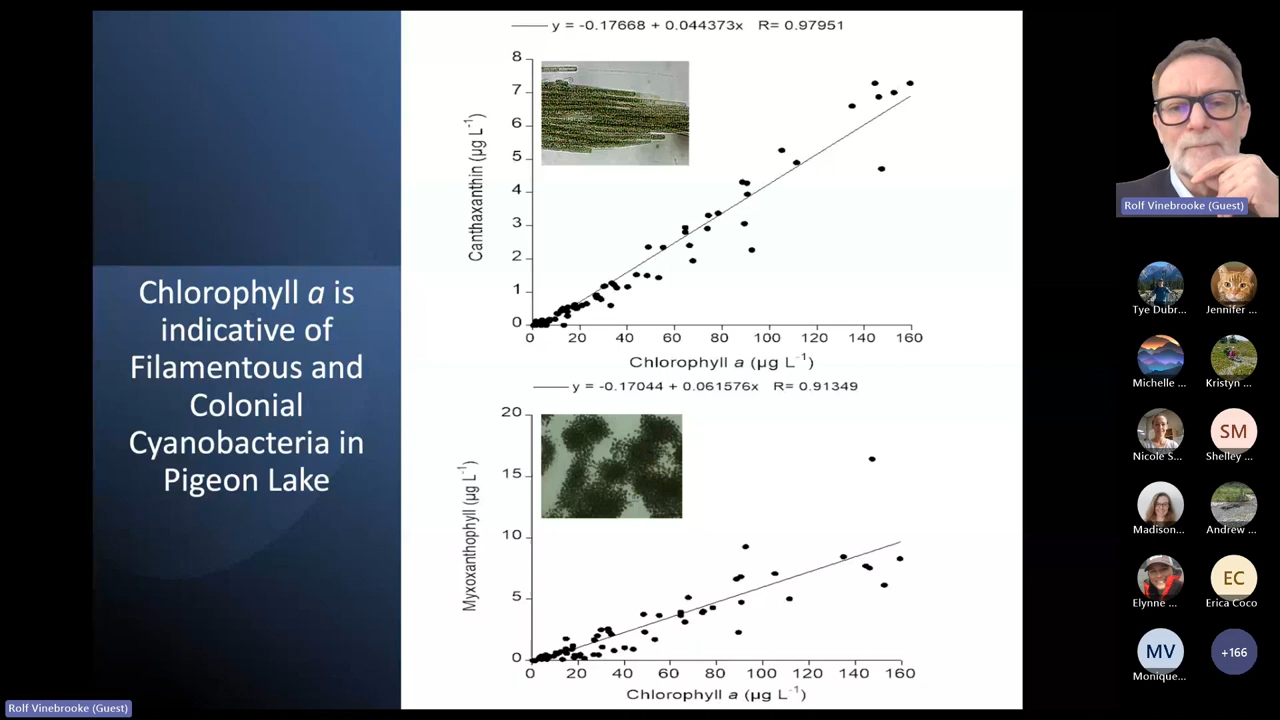 Chlorophyll a is
indicative of
Filamentous and
Colonial
Cyanobacteria in
Pigeon Lake
y = -0.17668 + 0.044373x R= 0.97951
Canthaxanthin (µg L⁻¹)
8
7
6
5
4
3
2
1
0
0 20 40 60 80 100 120 140 160
Chlorophyll a (µg L⁻¹)
y = -0.17044 + 0.061576x R= 0.91349
Myxoxanthophyll (µg L⁻¹)
20
15
10
5
0
0 20 40 60 80 100 120 140 160
Chlorophyll a (µg L⁻¹)
Rolf Vinebrooke (Guest)
Tye Dubr... Jennifer ...
Michelle ... Kristyn ...
SM
Nicole S... Shelley ...
Madison... Andrew ...
EC
Elynne ... Erica Coco
MV +166
Monique...
Rolf Vinebrooke (Guest)